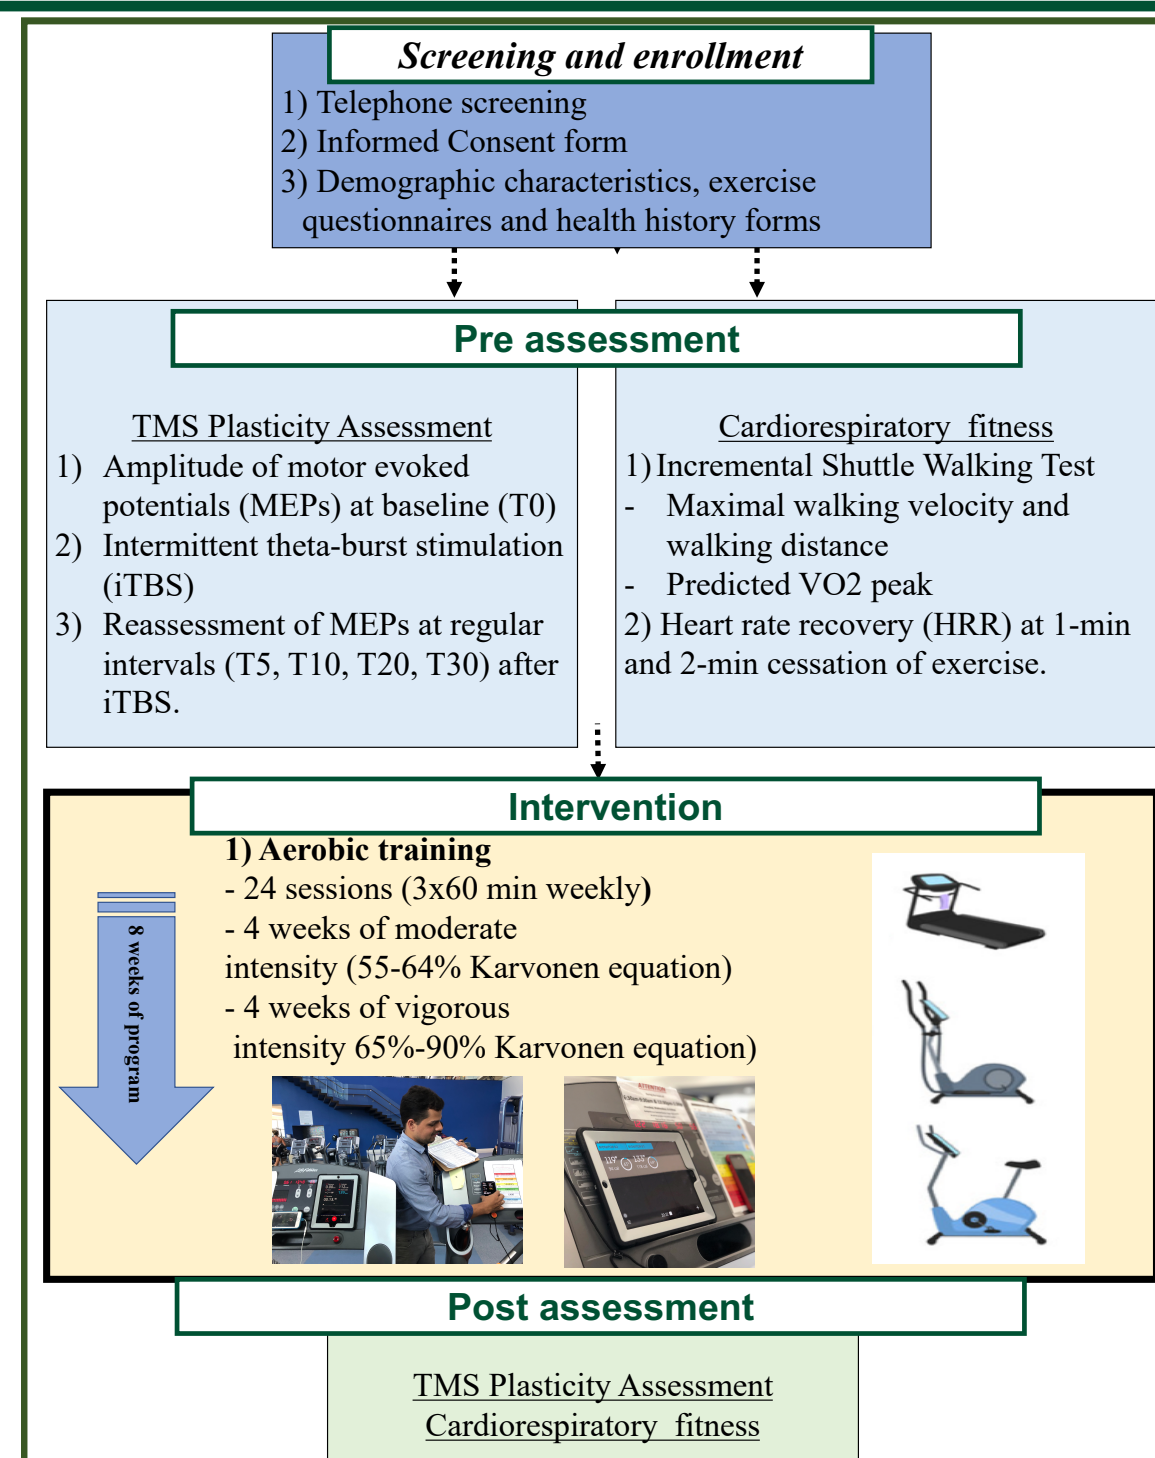 Screening and enrollment
1) Telephone screening
2) Informed Consent form
3) Demographic characteristics, exercise
questionnaires and health history forms
Pre assessment
TMS Plasticity Assessment
1) Amplitude of motor evoked
potentials (MEPs) at baseline (T0)
2) Intermittent theta-burst stimulation
(iTBS)
3) Reassessment of MEPs at regular
intervals (T5, T10, T20, T30) after
iTBS.
Cardiorespiratory fitness
1) Incremental Shuttle Walking Test
- Maximal walking velocity and
walking distance
- Predicted VO2 peak
2) Heart rate recovery (HRR) at 1-min
and 2-min cessation of exercise.
Intervention
8 weeks of program
1) Aerobic training
- 24 sessions (3x60 min weekly)
- 4 weeks of moderate
intensity (55-64% Karvonen equation)
- 4 weeks of vigorous
intensity 65%-90% Karvonen equation)
ATTENTION
Post assessment
TMS Plasticity Assessment
Cardiorespiratory fitness